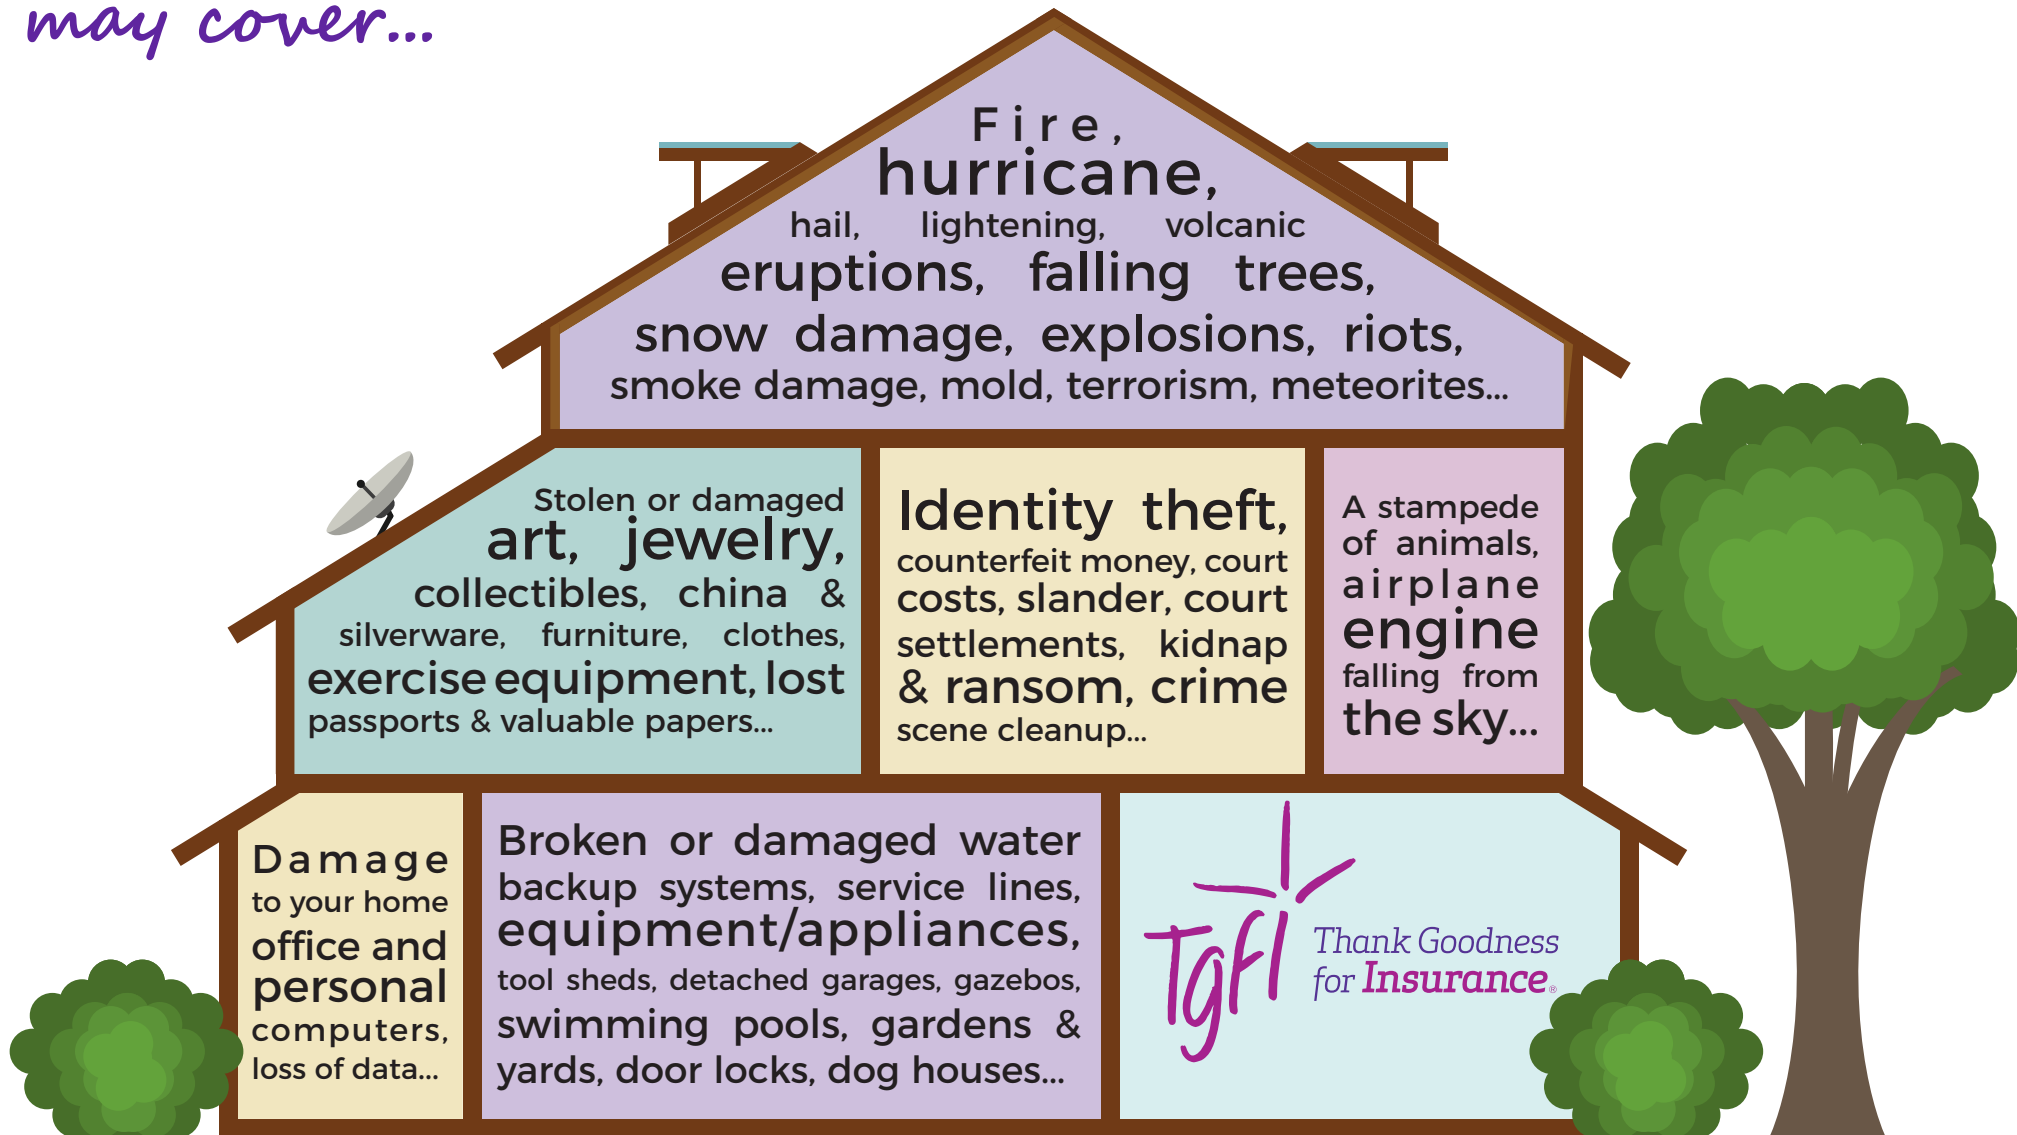 may cover...
Fire,
hurricane,
hail, lightening, volcanic
eruptions, falling trees,
snow damage, explosions, riots,
smoke damage, mold, terrorism, meteorites...
Stolen or damaged
art, jewelry,
collectibles, china &
silverware, furniture, clothes,
exercise equipment, lost
passports & valuable papers...
Identity theft,
counterfeit money, court
costs, slander, court
settlements, kidnap
& ransom, crime
scene cleanup...
A stampede
of animals,
airplane
engine
falling from
the sky...
Damage
to your home
office and
personal
computers,
loss of data...
Broken or damaged water
backup systems, service lines,
equipment/appliances,
tool sheds, detached garages, gazebos,
swimming pools, gardens &
yards, door locks, dog houses...
TgfI
Thank Goodness
for Insurance®